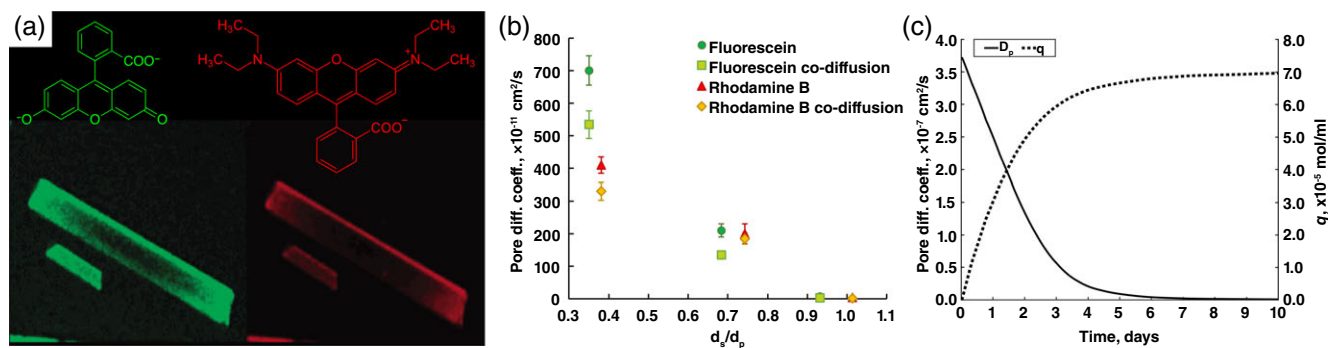 (a)
COO⁻
⁻O
O
O
H₃C
CH₃
H₃C
N
O
N⁺
CH₃
COO⁻
(b)
Pore diff. coeff., ×10⁻¹¹ cm²/s
800
700
600
500
400
300
200
100
0
0.3 0.4 0.5 0.6 0.7 0.8 0.9 1.0 1.1
dₛ/dₚ
Fluorescein
Fluorescein co-diffusion
Rhodamine B
Rhodamine B co-diffusion
(c)
Dₚ q
Pore diff. coeff., ×10⁻⁷ cm²/s
4.0
3.5
3.0
2.5
2.0
1.5
1.0
0.5
0.0
0 1 2 3 4 5 6 7 8 9 10
Time, days
8.0
7.0
6.0
5.0
4.0
3.0
2.0
1.0
0.0
q, x10⁻⁵ mol/ml